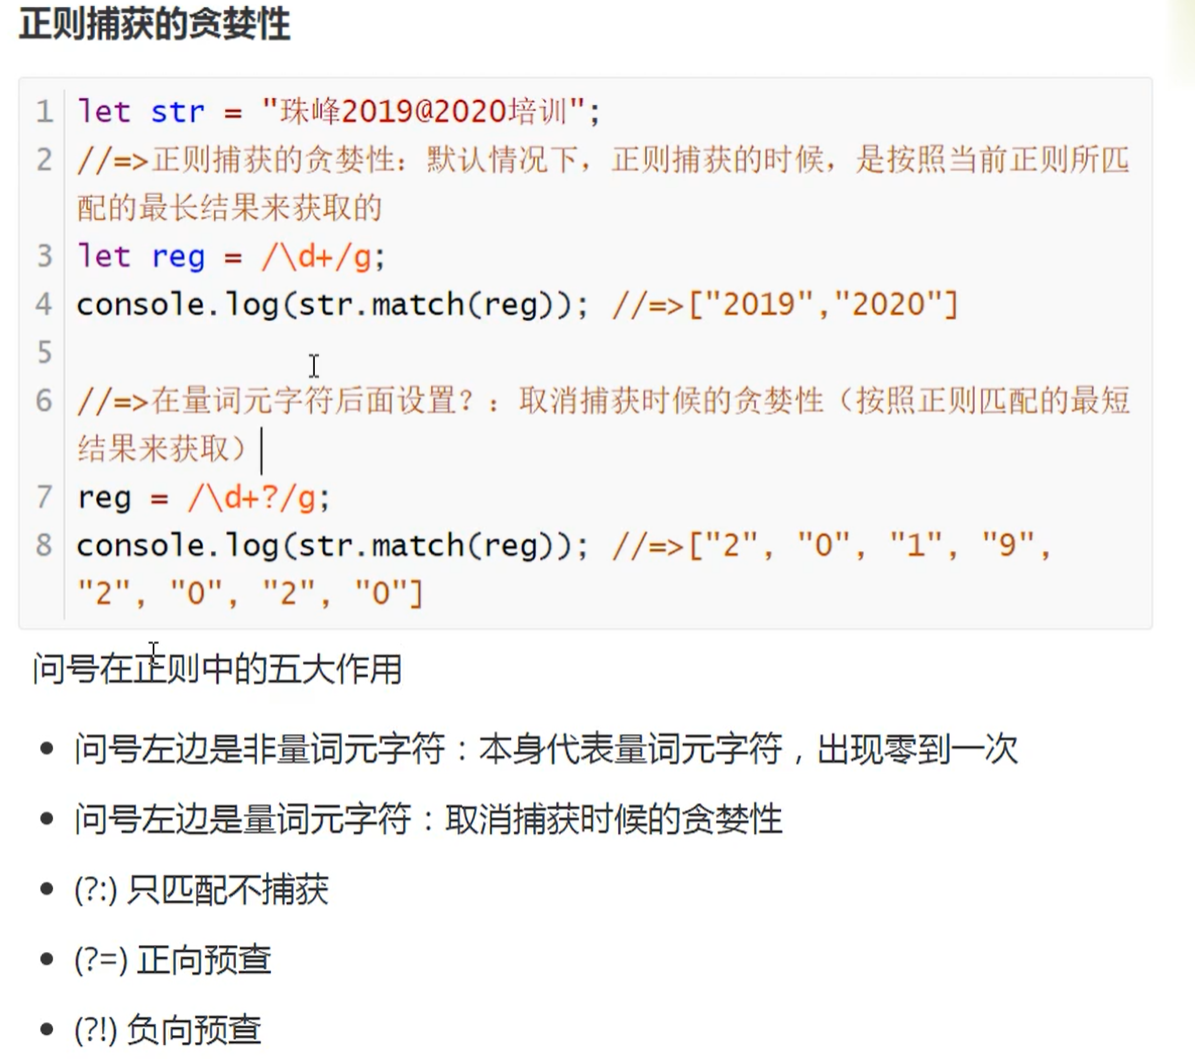 正则捕获的贪婪性
1 let str = "珠峰2019@2020培训";
2 //=>正则捕获的贪婪性：默认情况下，正则捕获的时候，是按照当前正则所匹
配的最长结果来获取的
3 let reg = /\d+/g;
4 console.log(str.match(reg)); //=>["2019","2020"]
5
6 //=>在量词元字符后面设置？：取消捕获时候的贪婪性（按照正则匹配的最短
结果来获取）
7 reg = /\d+?/g;
8 console.log(str.match(reg)); //=>["2", "0", "1", "9",
"2", "0", "2", "0"]
问号在正则中的五大作用
• 问号左边是非量词元字符：本身代表量词元字符，出现零到一次
• 问号左边是量词元字符：取消捕获时候的贪婪性
• (?:) 只匹配不捕获
• (?=) 正向预查
• (?!) 负向预查